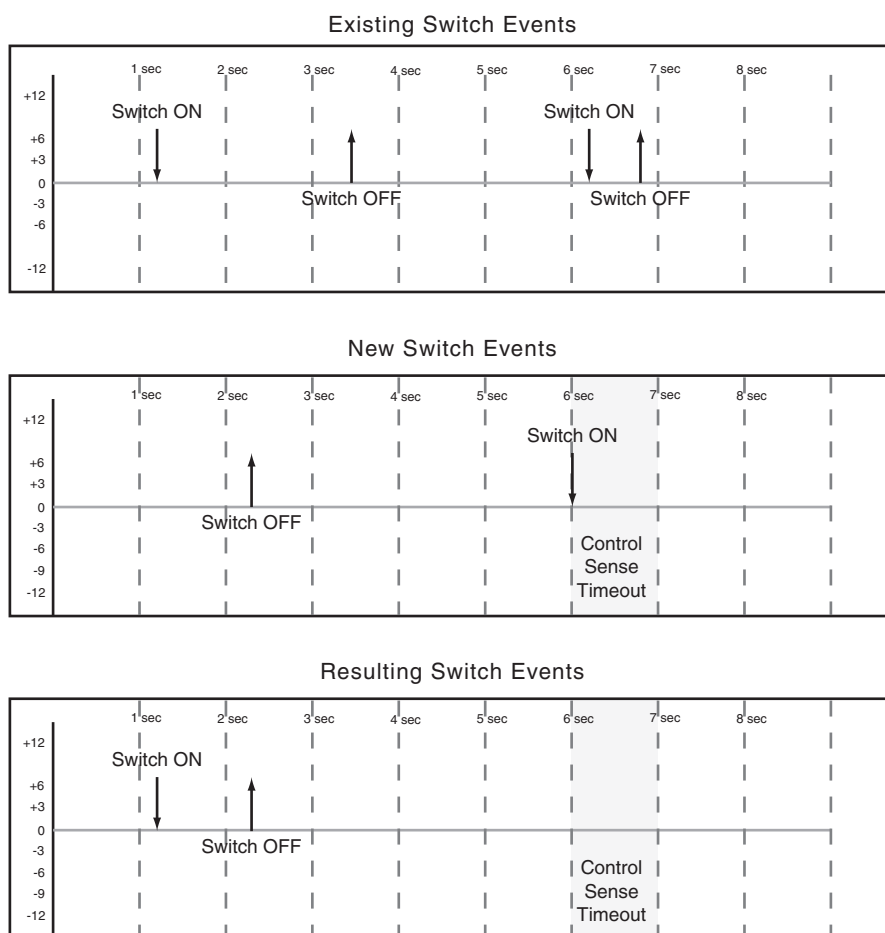 Existing Switch Events
1 sec 2 sec 3 sec 4 sec 5 sec 6 sec 7 sec 8 sec
+12
Switch ON Switch ON
+6
+3
0
-3 Switch OFF Switch OFF
-6
-12
New Switch Events
1 sec 2 sec 3 sec 4 sec 5 sec 6 sec 7 sec 8 sec
+12
Switch ON
+6
+3
0
-3 Switch OFF
-6 Control
-9 Sense
-12 Timeout
Resulting Switch Events
1 sec 2 sec 3 sec 4 sec 5 sec 6 sec 7 sec 8 sec
+12
Switch ON
+6
+3
0
-3 Switch OFF
-6 Control
-9 Sense
-12 Timeout